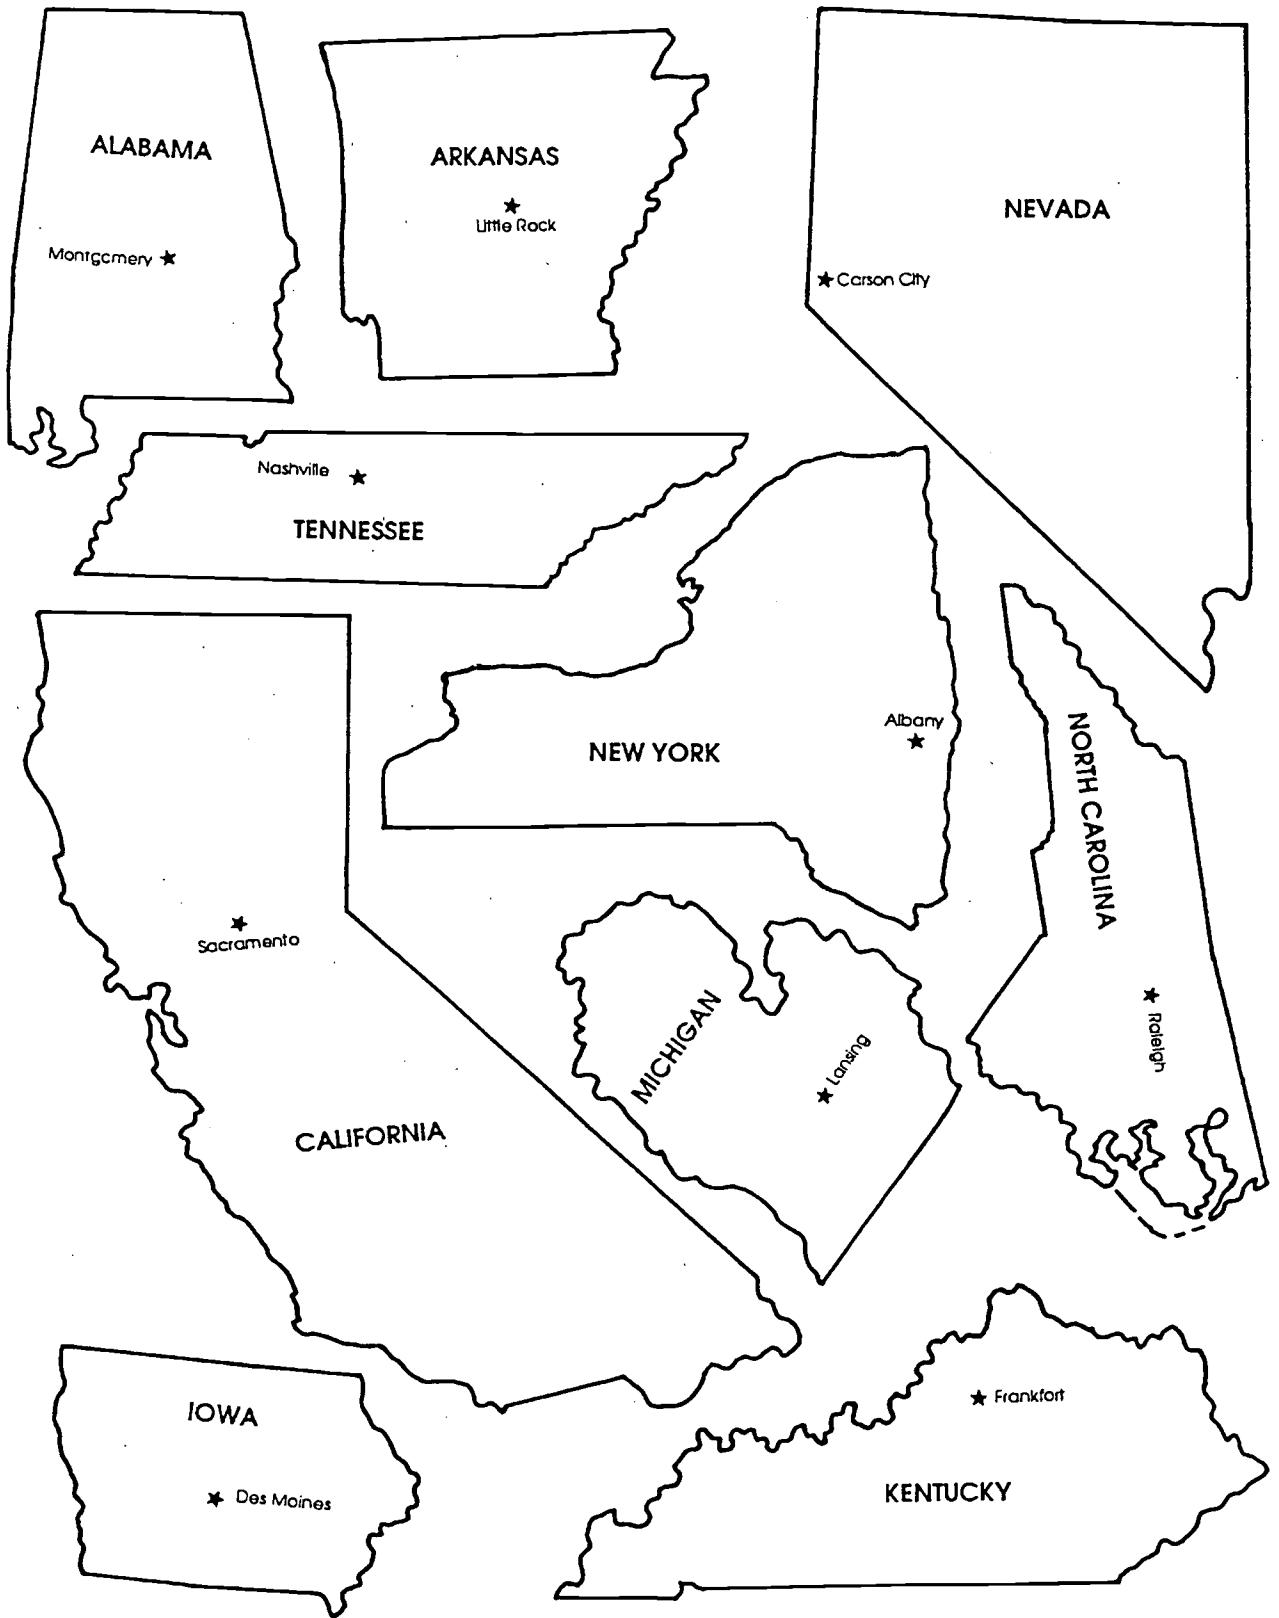 ALABAMA
Montgcmery
ARKANSAS
Little Rock
NEVADA
Carson City
Nashville
TENNESSEE
Albany
NEW YORK
NORTH CAROLINA
Raleigh
Sacramento
CALIFORNIA
MICHIGAN
Lansing
IOWA
Des Moines
Frankfort
KENTUCKY